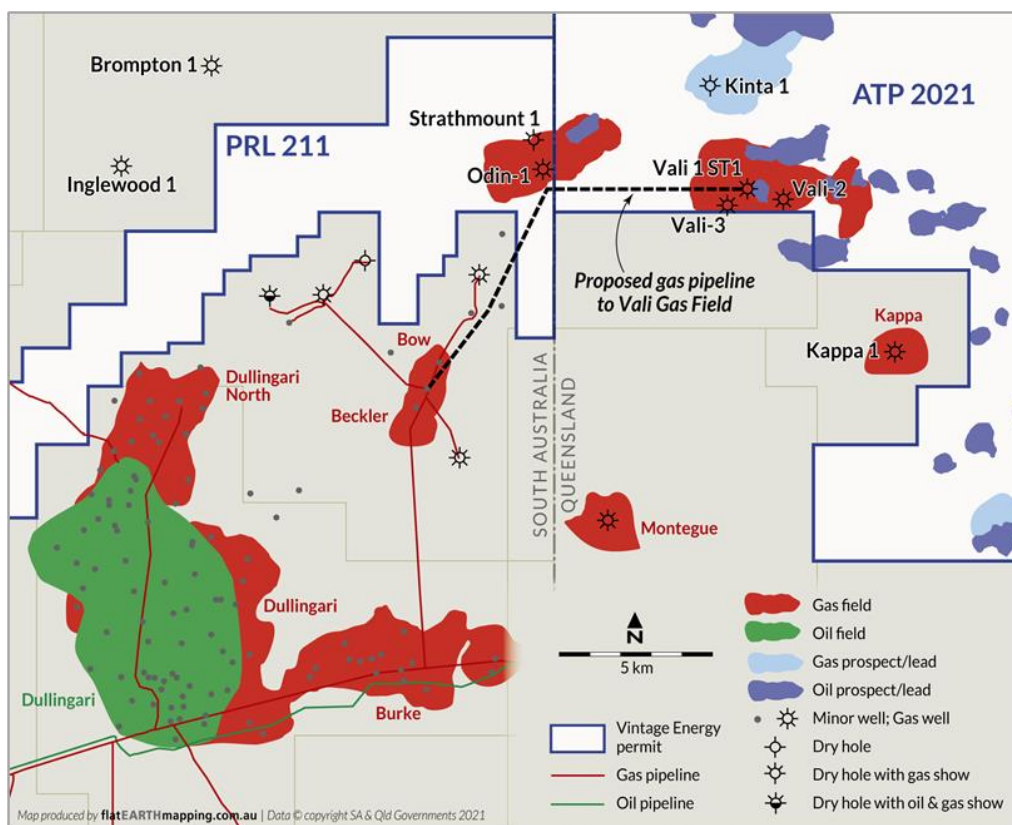 Brompton 1
Kinta 1
ATP 2021
Strathmount 1
PRL 211
Odin-1
Vali 1 ST1
Vali-2
Inglewood 1
Vali-3
Proposed gas pipeline
to Vali Gas Field
Kappa
Kappa 1
Bow
Dullingari
North
Beckler
SOUTH AUSTRALIA
QUEENSLAND
Montegue
Dullingari
Dullingari
Burke
N
5 km
Gas field
Oil field
Gas prospect/lead
Oil prospect/lead
Minor well; Gas well
Dry hole
Dry hole with gas show
Dry hole with oil & gas show
Vintage Energy
permit
Gas pipeline
Oil pipeline
Map produced by flatEARTHmapping.com.au | Data © copyright SA & Qld Governments 2021